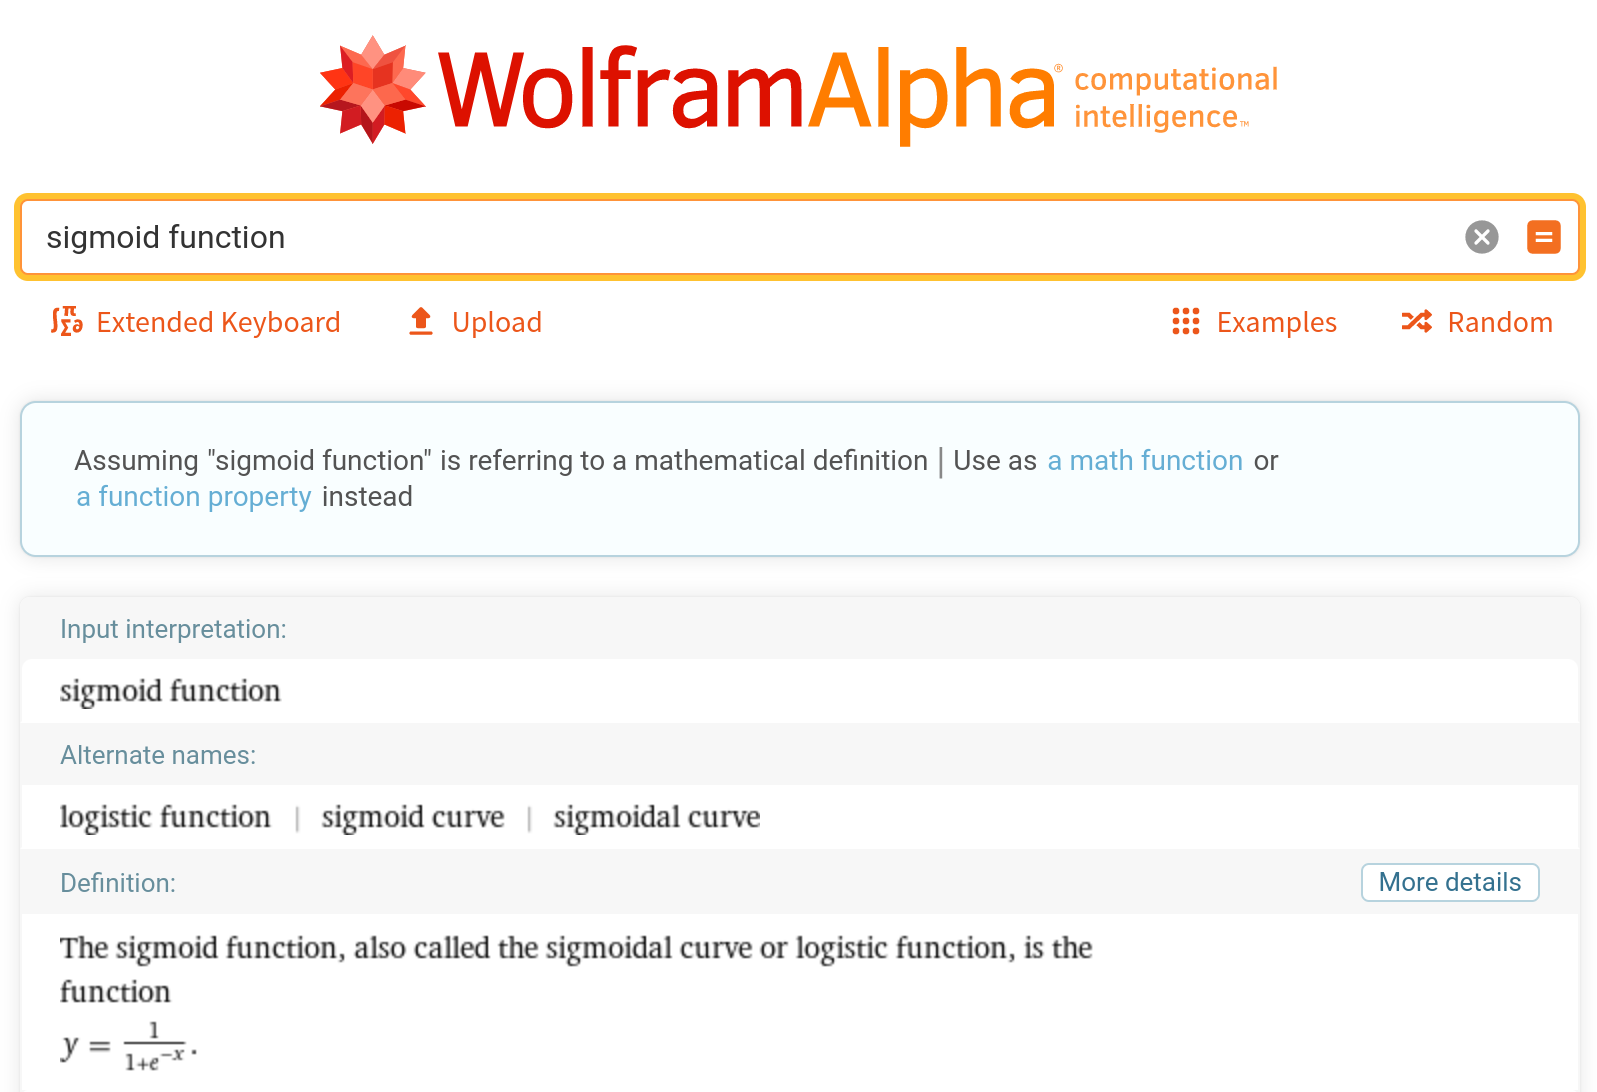 WolframAlpha® computational
intelligence™
sigmoid function
Extended Keyboard Upload Examples Random
Assuming "sigmoid function" is referring to a mathematical definition | Use as a math function or
a function property instead
Input interpretation:
sigmoid function
Alternate names:
logistic function | sigmoid curve | sigmoidal curve
Definition: More details
The sigmoid function, also called the sigmoidal curve or logistic function, is the
function
y = 1/(1+e^−x).